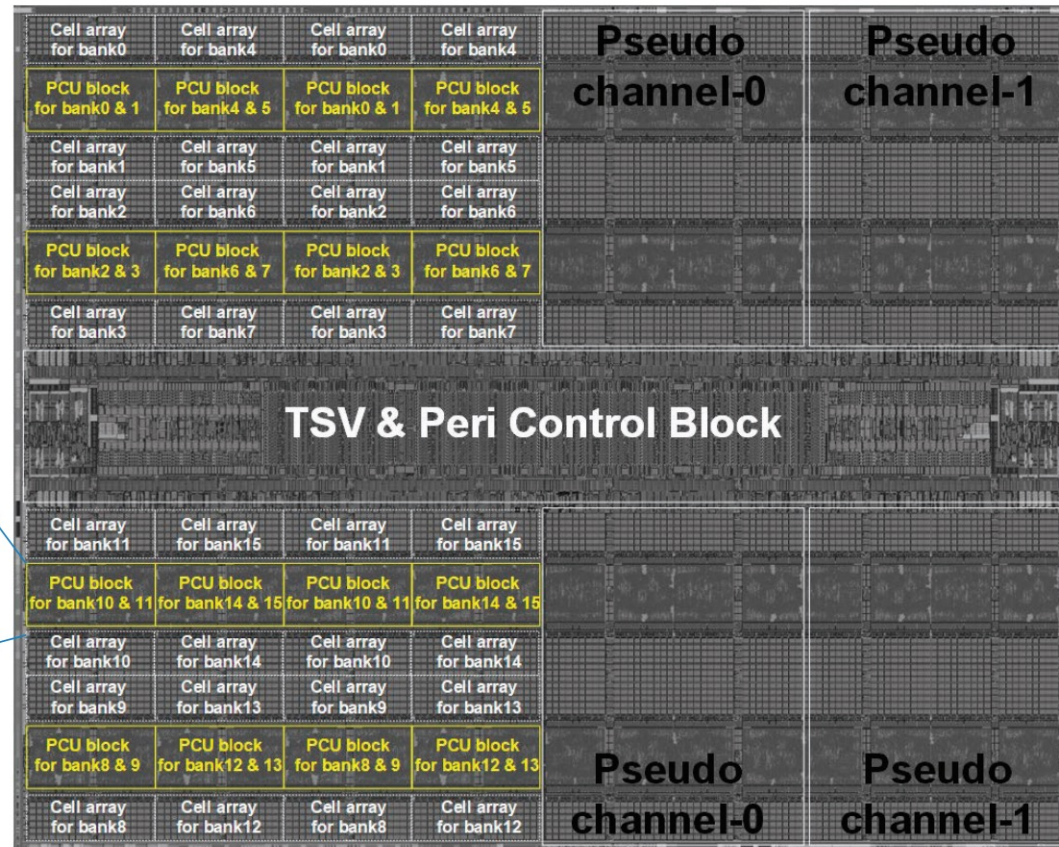 Cell array
for bank0
Cell array
for bank4
Cell array
for bank0
Cell array
for bank4
Pseudo
channel-0
Pseudo
channel-1
PCU block
for bank0 & 1
PCU block
for bank4 & 5
PCU block
for bank0 & 1
PCU block
for bank4 & 5
Cell array
for bank1
Cell array
for bank5
Cell array
for bank1
Cell array
for bank5
Cell array
for bank2
Cell array
for bank6
Cell array
for bank2
Cell array
for bank6
PCU block
for bank2 & 3
PCU block
for bank6 & 7
PCU block
for bank2 & 3
PCU block
for bank6 & 7
Cell array
for bank3
Cell array
for bank7
Cell array
for bank3
Cell array
for bank7
TSV & Peri Control Block
Cell array
for bank11
Cell array
for bank15
Cell array
for bank11
Cell array
for bank15
PCU block
for bank10 & 11
PCU block
for bank14 & 15
PCU block
for bank10 & 11
PCU block
for bank14 & 15
Cell array
for bank10
Cell array
for bank14
Cell array
for bank10
Cell array
for bank14
Cell array
for bank9
Cell array
for bank13
Cell array
for bank9
Cell array
for bank13
PCU block
for bank8 & 9
PCU block
for bank12 & 13
PCU block
for bank8 & 9
PCU block
for bank12 & 13
Pseudo
channel-0
Pseudo
channel-1
Cell array
for bank8
Cell array
for bank12
Cell array
for bank8
Cell array
for bank12